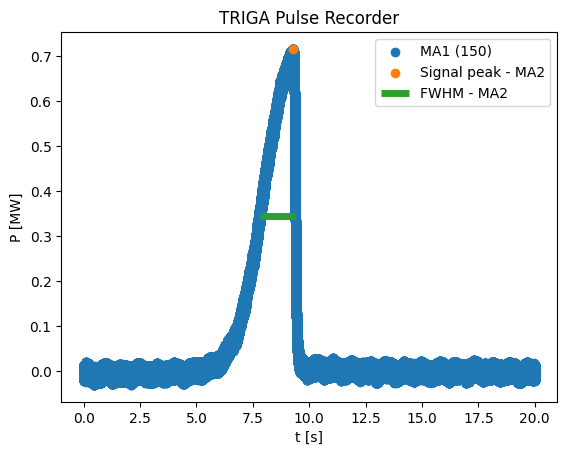 TRIGA Pulse Recorder
MA1 (150)
Signal peak - MA2
FWHM - MA2
P [MW]
0.7
0.6
0.5
0.4
0.3
0.2
0.1
0.0
0.0 2.5 5.0 7.5 10.0 12.5 15.0 17.5 20.0
t [s]